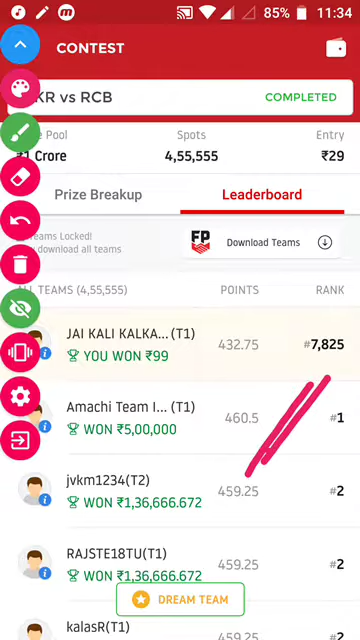 85% 11:34
CONTEST
KR vs RCB COMPLETED
e Pool Spots Entry
₹1 Crore 4,55,555 ₹29
Prize Breakup Leaderboard
eams Locked!
download all teams
FP Download Teams
ALL TEAMS (4,55,555) POINTS RANK
JAI KALI KALKA...(T1) 432.75 #7,825
YOU WON ₹99
Amachi Team I... (T1) 460.5 #1
WON ₹5,00,000
jvkm1234(T2) 459.25 #2
WON ₹1,36,666.672
RAJSTE18TU(T1) 459.25 #2
WON ₹1,36,666.672
DREAM TEAM
kalasR(T1)